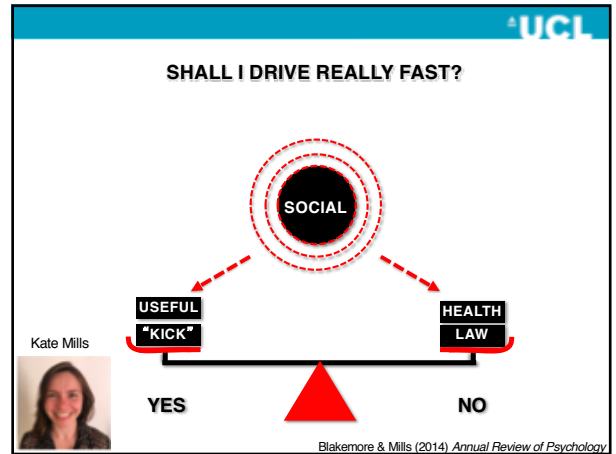 UCL
SHALL I DRIVE REALLY FAST?
SOCIAL
USEFUL
"KICK"
HEALTH
LAW
Kate Mills
YES
NO
Blakemore & Mills (2014) Annual Review of Psychology